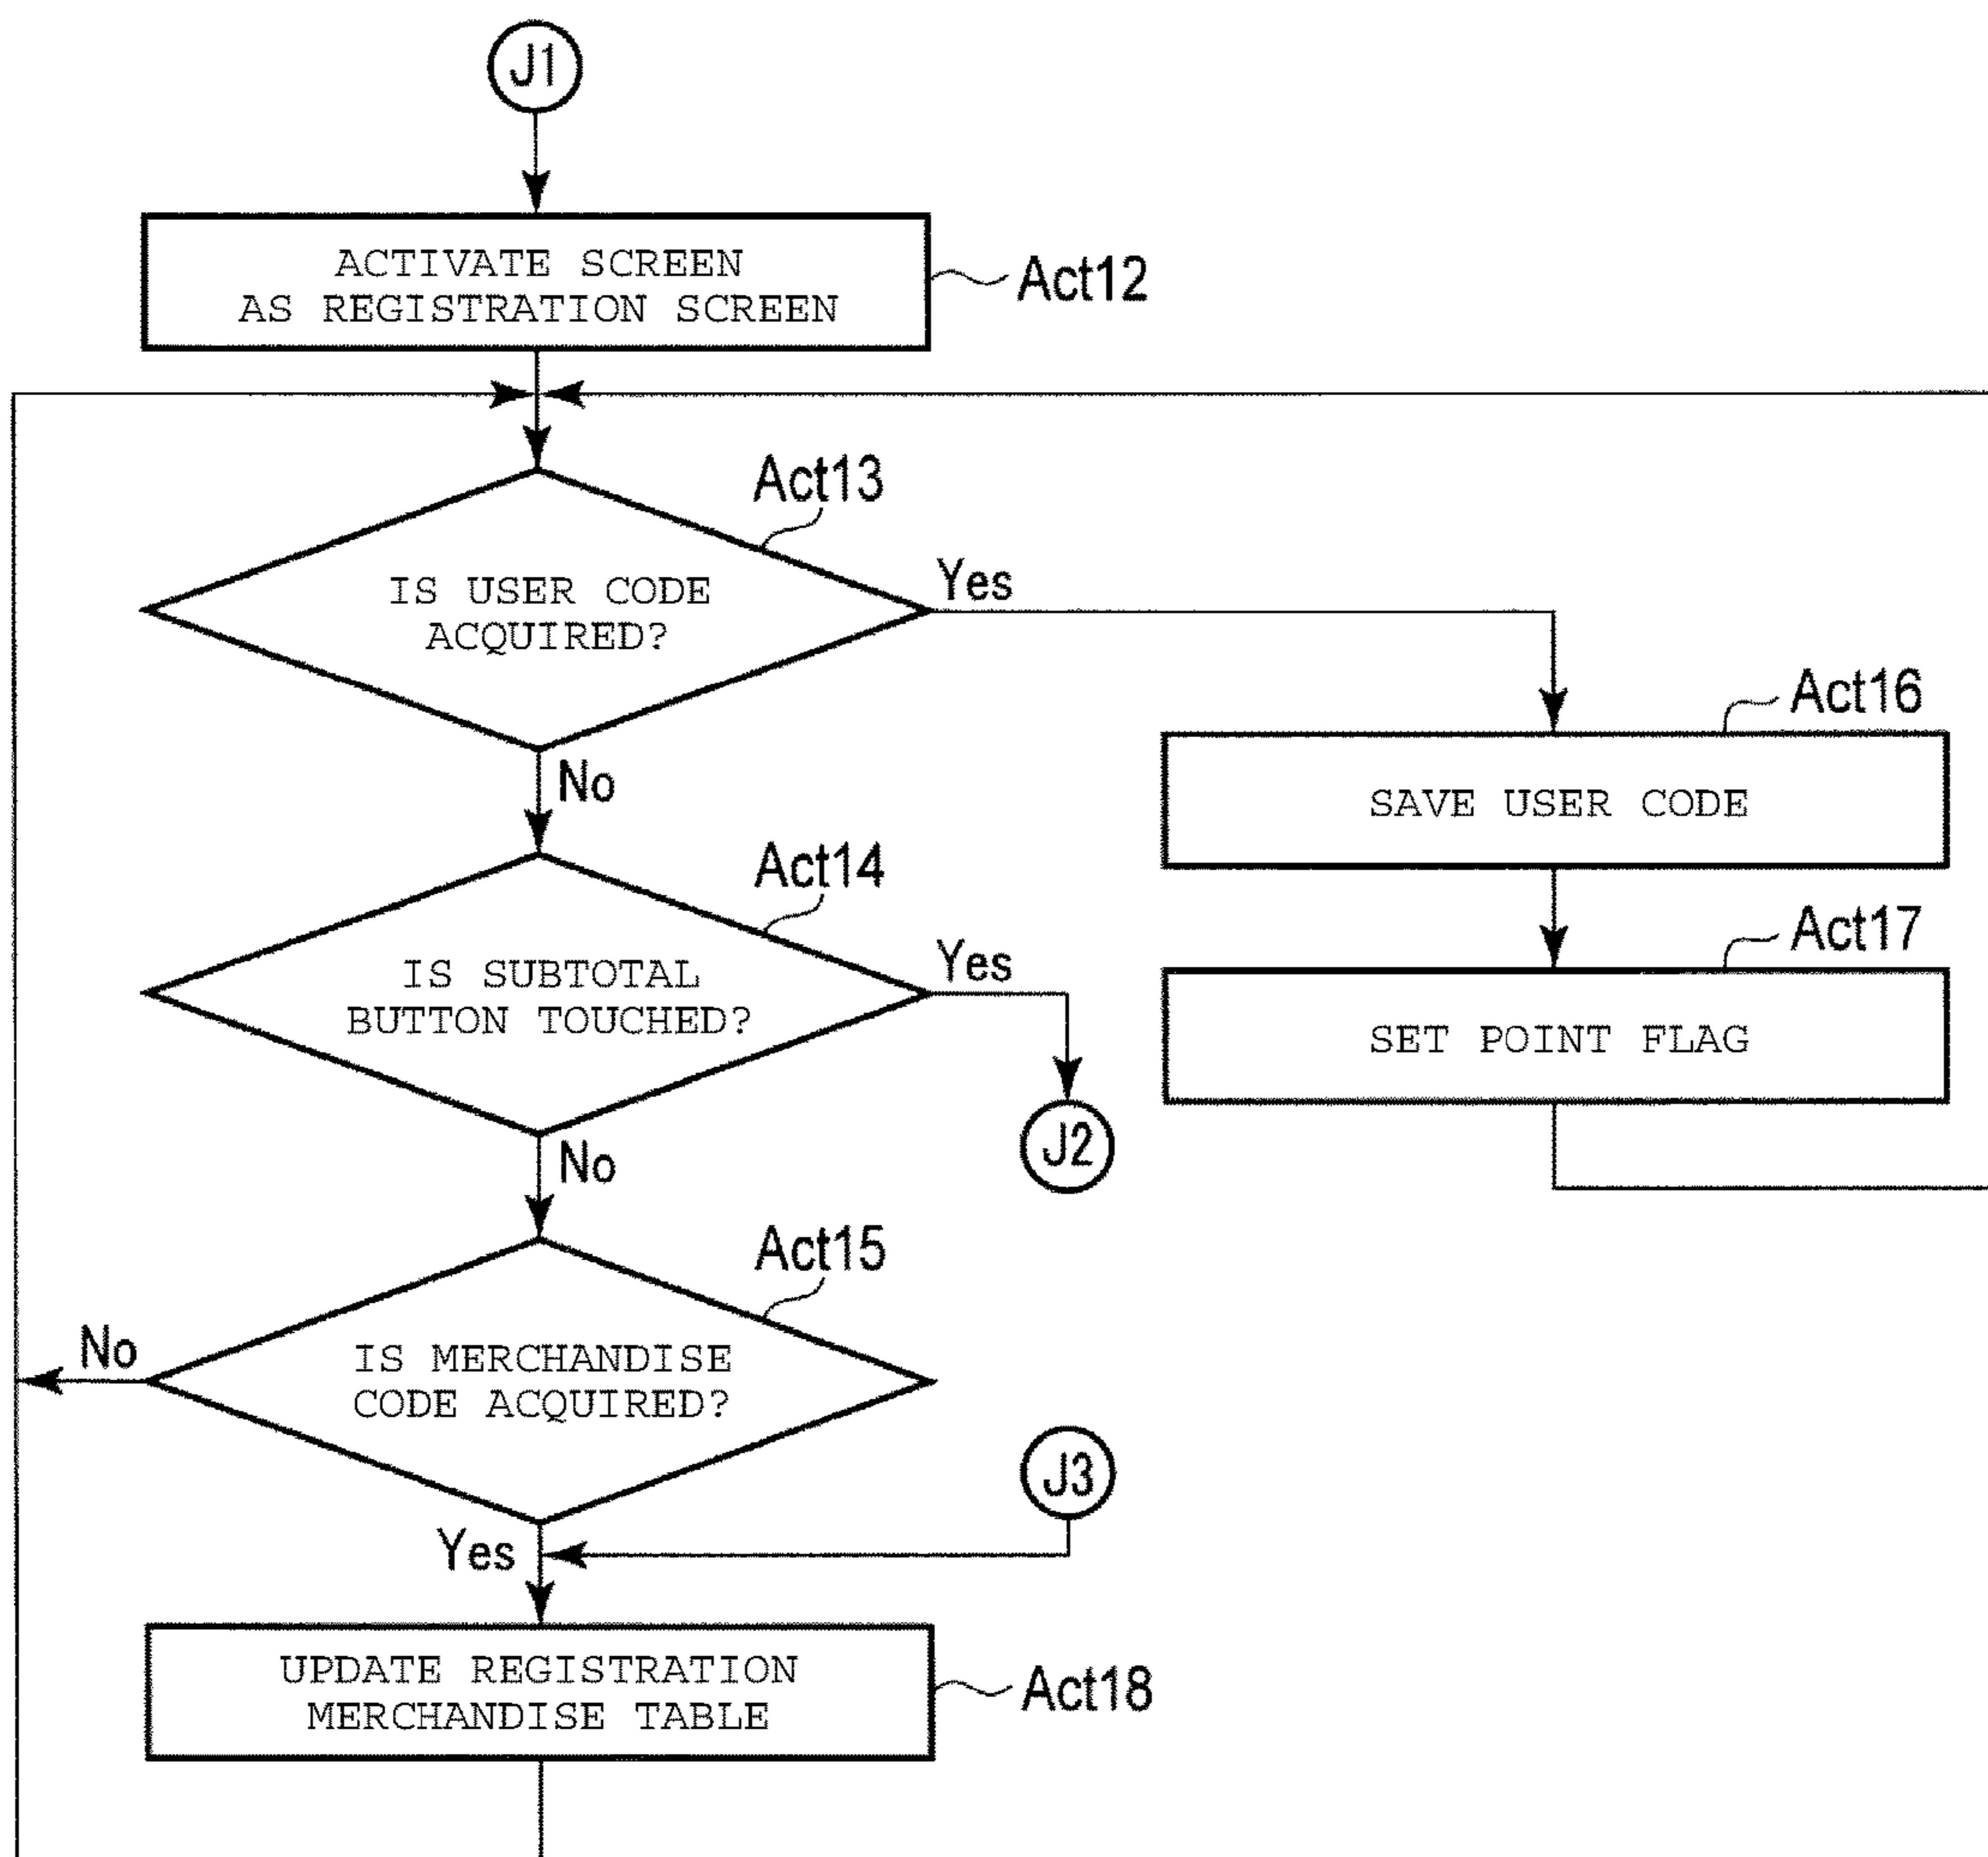 J1
ACTIVATE SCREEN
AS REGISTRATION SCREEN
Act12
Act13
IS USER CODE
ACQUIRED?
Yes
No
Act16
SAVE USER CODE
Act14
IS SUBTOTAL
BUTTON TOUCHED?
Yes
No
Act17
SET POINT FLAG
J2
Act15
IS MERCHANDISE
CODE ACQUIRED?
No
Yes
J3
UPDATE REGISTRATION
MERCHANDISE TABLE
Act18